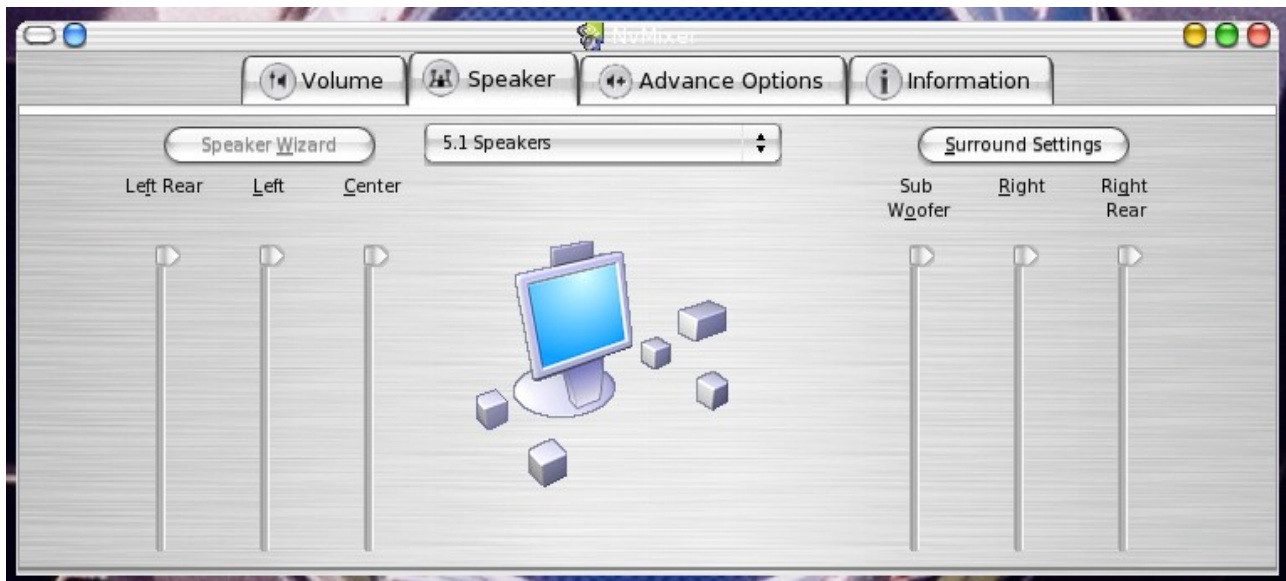 NvMixer
Volume
Speaker
Advance Options
Information
Speaker Wizard
5.1 Speakers
Surround Settings
Left Rear
Left
Center
Sub
Woofer
Right
Right
Rear